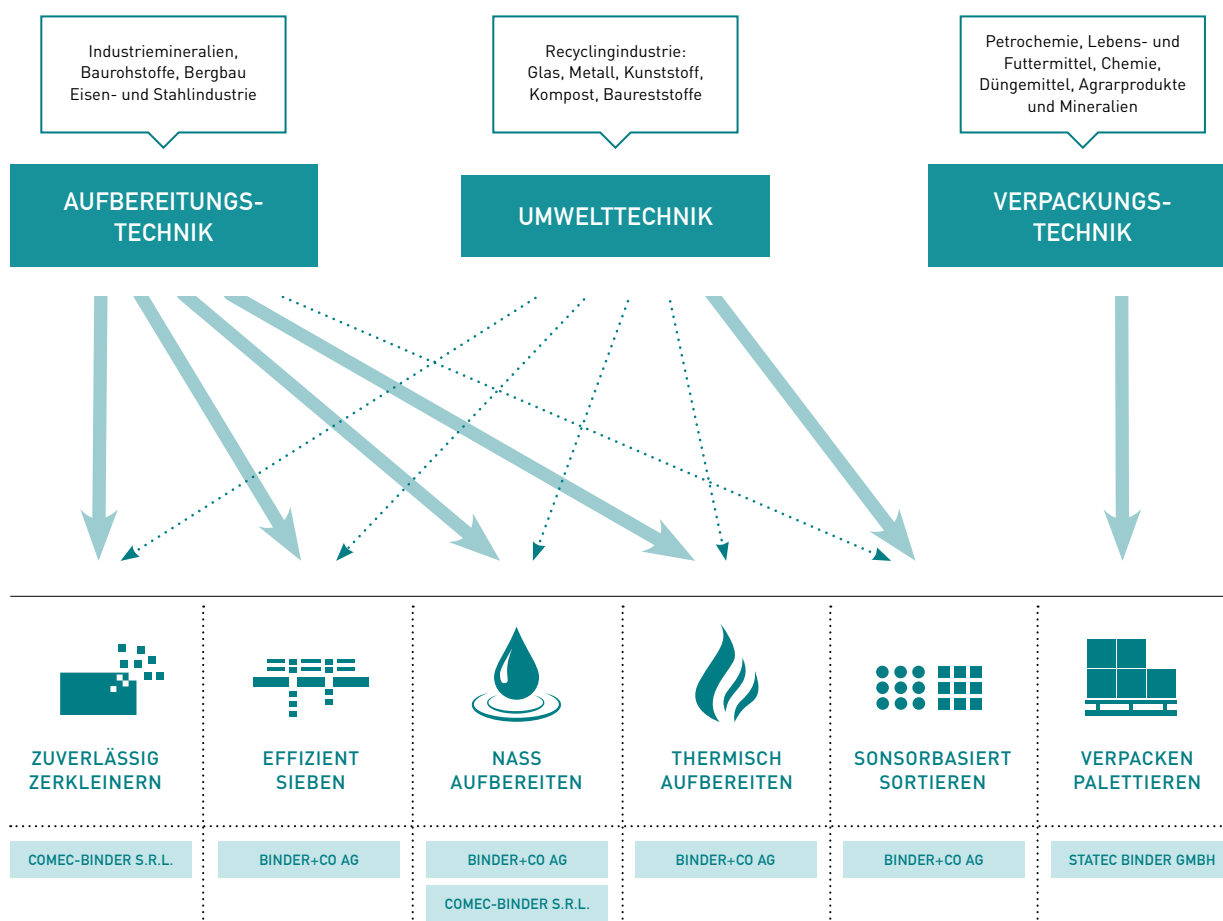 Industriemineralien,
Baurohstoffe, Bergbau
Eisen- und Stahlindustrie
Recyclingindustrie:
Glas, Metall, Kunststoff,
Kompost, Baureststoffe
Petrochemie, Lebens- und
Futtermittel, Chemie,
Düngemittel, Agrarprodukte
und Mineralien
AUFBEREITUNGS-
TECHNIK
UMWELTTECHNIK
VERPACKUNGS-
TECHNIK
ZUVERLÄSSIG
ZERKLEINERN
EFFIZIENT
SIEBEN
NASS
AUFBEREITEN
THERMISCH
AUFBEREITEN
SONSORBASIERT
SORTIEREN
VERPACKEN
PALETTIEREN
COMEC-BINDER S.R.L.
BINDER+CO AG
BINDER+CO AG
BINDER+CO AG
BINDER+CO AG
STATEC BINDER GMBH
COMEC-BINDER S.R.L.